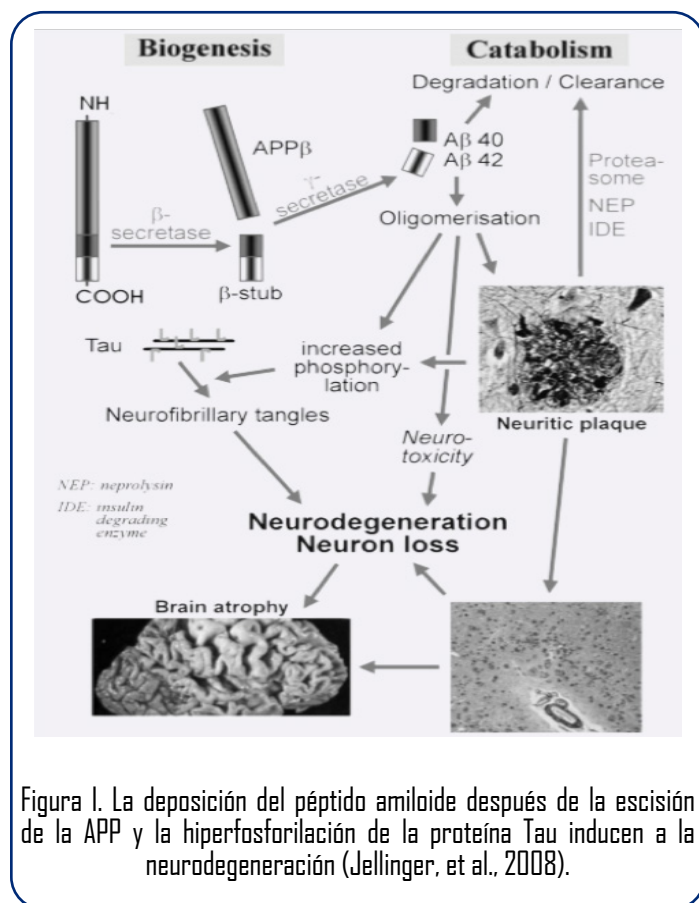 Biogenesis
Catabolism
Degradation / Clearance
NH
APPβ
Aβ 40
Aβ 42
γ-
secretase
Protea-
some
NEP
IDE
β-
secretase
Oligomerisation
COOH
β-stub
Tau
increased
phosphory-
lation
Neurofibrillary tangles
Neuritic plaque
Neuro-
toxicity
NEP: neprolysin
IDE: insulin
degrading
enzyme
Neurodegeneration
Neuron loss
Brain atrophy
Figura 1. La deposición del péptido amiloide después de la escisión
de la APP y la hiperfosforilación de la proteína Tau inducen a la
neurodegeneración (Jellinger, et al., 2008).